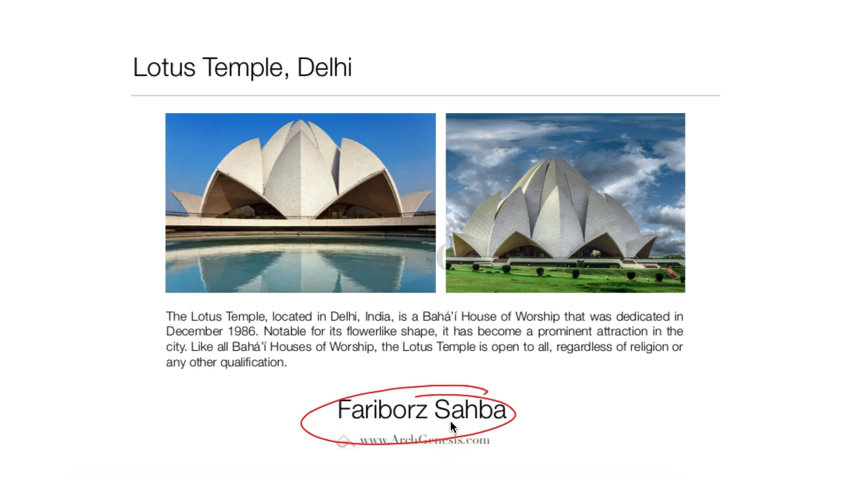 Lotus Temple, Delhi
The Lotus Temple, located in Delhi, India, is a Bahá'í House of Worship that was dedicated in
December 1986. Notable for its flowerlike shape, it has become a prominent attraction in the
city. Like all Bahá'í Houses of Worship, the Lotus Temple is open to all, regardless of religion or
any other qualification.
Fariborz Sahba
www.ArchGenesis.com